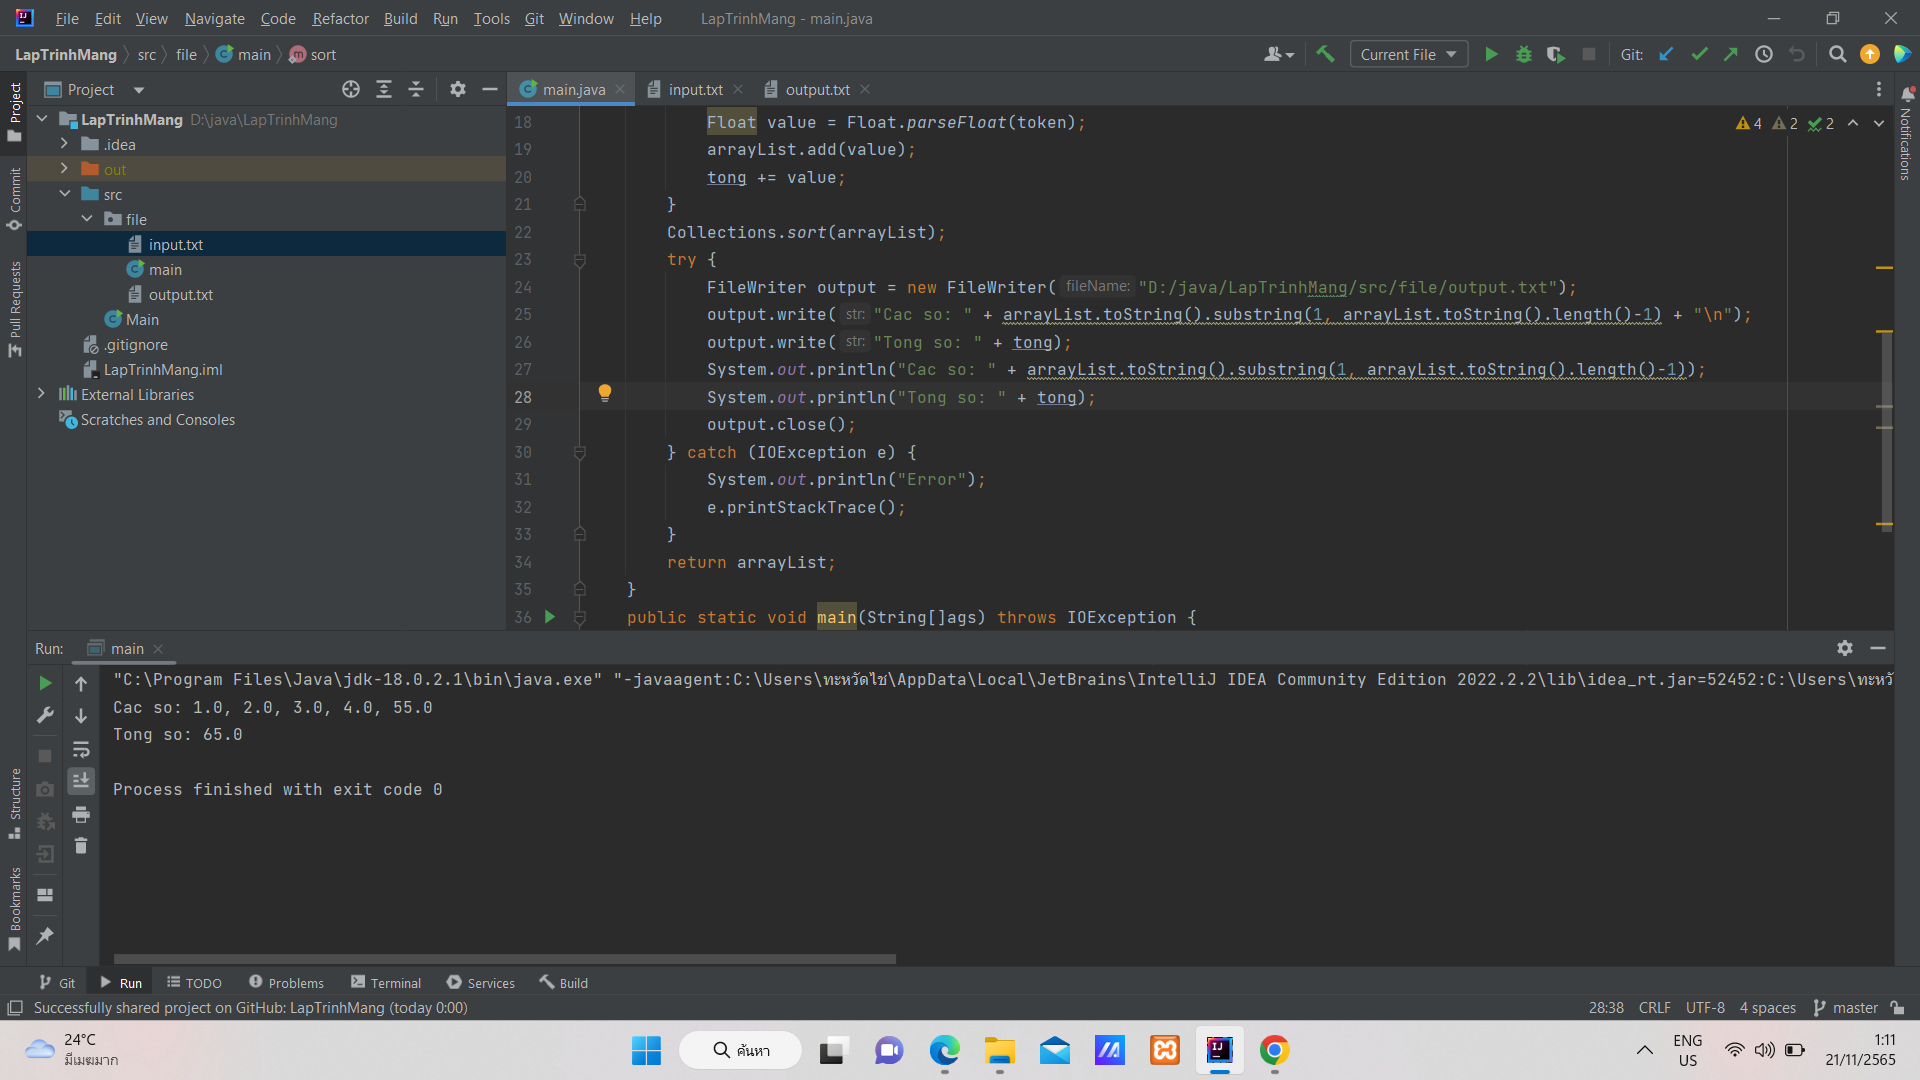 File Edit View Navigate Code Refactor Build Run Tools Git Window Help LapTrinhMang - main.java
LapTrinhMang src file main sort Current File Git:
Project
main.java input.txt output.txt
LapTrinhMang D:\java\LapTrinhMang
.idea
out
src
file
input.txt
main
output.txt
Main
.gitignore
LapTrinhMang.iml
External Libraries
Scratches and Consoles
Project
Commit
Pull Requests
Structure
Bookmarks
Notifications
4 2 2
18 Float value = Float.parseFloat(token);
19 arrayList.add(value);
20 tong += value;
21 }
22 Collections.sort(arrayList);
23 try {
24 FileWriter output = new FileWriter( fileName: "D:/java/LapTrinhMang/src/file/output.txt");
25 output.write( str: "Cac so: " + arrayList.toString().substring(1, arrayList.toString().length()-1) + "\n");
26 output.write( str: "Tong so: " + tong);
27 System.out.println("Cac so: " + arrayList.toString().substring(1, arrayList.toString().length()-1));
28 System.out.println("Tong so: " + tong);
29 output.close();
30 } catch (IOException e) {
31 System.out.println("Error");
32 e.printStackTrace();
33 }
34 return arrayList;
35 }
36 public static void main(String[]ags) throws IOException {
Run: main
"C:\Program Files\Java\jdk-18.0.2.1\bin\java.exe" "-javaagent:C:\Users\ทะหวัดไช\AppData\Local\JetBrains\IntelliJ IDEA Community Edition 2022.2.2\lib\idea_rt.jar=52452:C:\Users\ทะหวั
Cac so: 1.0, 2.0, 3.0, 4.0, 55.0
Tong so: 65.0
Process finished with exit code 0
Git Run TODO Problems Terminal Services Build
Successfully shared project on GitHub: LapTrinhMang (today 0:00) 28:38 CRLF UTF-8 4 spaces master
24°C
มีเมฆมาก
ค้นหา
ENG
US
1:11
21/11/2565